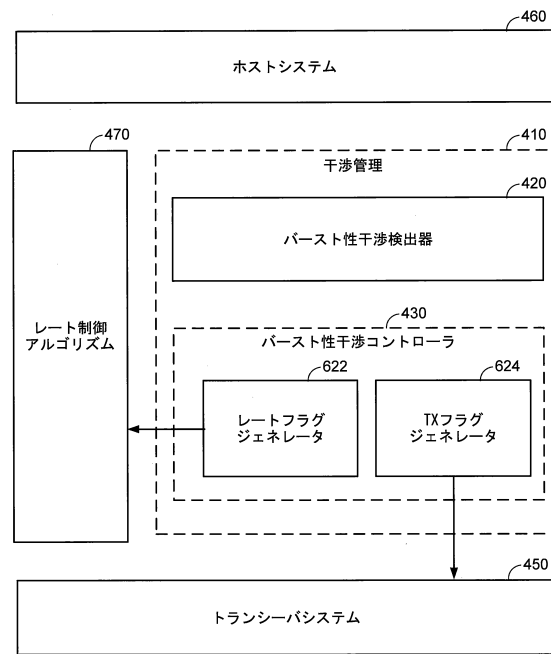 460
ホストシステム
470
410
干渉管理
420
バースト性干渉検出器
レート制御
アルゴリズム
430
バースト性干渉コントローラ
622
624
レートフラグ
ジェネレータ
TXフラグ
ジェネレータ
450
トランシーバシステム